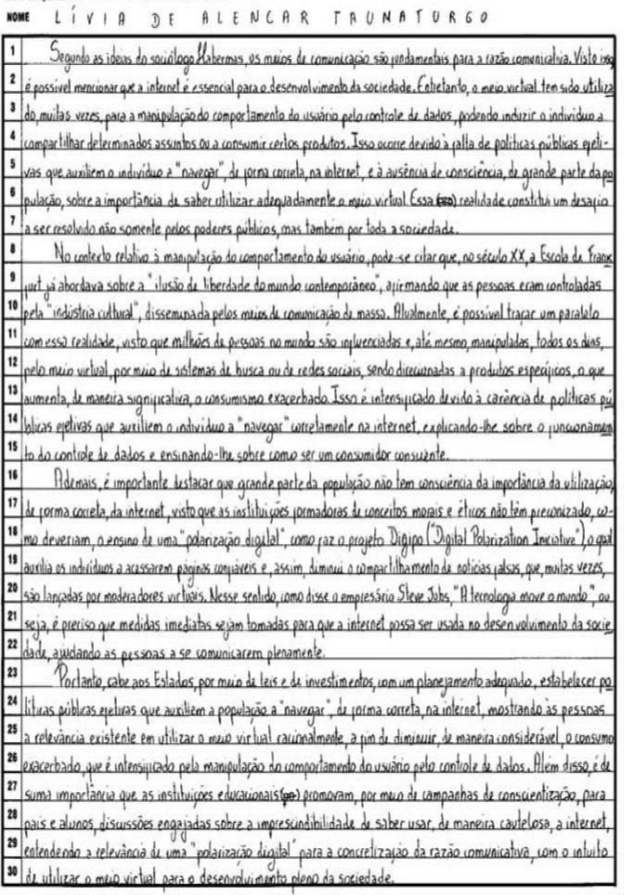 NOME LÍVIA DE ALENCAR TAUMATURGO
1 Segundo as ideias do sociólogo Habermas, os meios de comunicação são fundamentais para a razão comunicativa. Visto isso,
2 é possível mencionar que a internet é essencial para o desenvolvimento da sociedade. Entretanto, o meio virtual tem sido utiliza
3 do, muitas vezes, para a manipulação do comportamento do usuário pelo controle de dados, podendo induzir o indivíduo a
4 compartilhar determinados assuntos ou a consumir certos produtos. Isso ocorre devido à falta de políticas públicas efeti-
5 vas que auxiliem o indivíduo a "navegar", de forma correta, na internet, e à ausência de consciência, de grande parte da po
6 pulação, sobre a importância de saber utilizar adequadamente o meio virtual. Essa realidade constitui um desafio
7 a ser resolvido não somente pelos poderes públicos, mas também por toda a sociedade.
8 No contexto relativo à manipulação do comportamento do usuário, pode-se citar que, no século XX, a Escola de Frank
9 furt já abordava sobre a "ilusão de liberdade do mundo contemporâneo", afirmando que as pessoas eram controladas
10 pela "indústria cultural", disseminada pelos meios de comunicação de massa. Atualmente, é possível traçar um paralelo
11 com essa realidade, visto que milhões de pessoas no mundo são influenciadas e, até mesmo, manipuladas, todos os dias,
12 pelo meio virtual, por meio de sistemas de busca ou de redes sociais, sendo direcionadas a produtos específicos, o que
13 aumenta, de maneira significativa, o consumismo exacerbado. Isso é intensificado devido à carência de políticas pú
14 blicas efetivas que auxiliem o indivíduo a "navegar" corretamente na internet, explicando-lhe sobre o funcionamen
15 to do controle de dados e ensinando-lhe sobre como ser um consumidor consciente.
16 Ademais, é importante destacar que grande parte da população não tem consciência da importância da utilização,
17 de forma correta, da internet, visto que as instituições formadoras de conceitos morais e éticos não têm preconizado, co-
18 mo deveriam, o ensino de uma "polarização digital", como faz o projeto Digipo ("Digital Polarization Iniciative"), o qual
19 auxilia os indivíduos a acessarem páginas confiáveis e, assim, diminui o compartilhamento de notícias falsas, que, muitas vezes,
20 são lançadas por moderadores virtuais. Nesse sentido, como disse o empresário Steve Jobs, "A tecnologia move o mundo", ou
21 seja, é preciso que medidas imediatas sejam tomadas para que a internet possa ser usada no desenvolvimento da socie
22 dade, ajudando as pessoas a se comunicarem plenamente.
23 Portanto, cabe aos Estados, por meio de leis e de investimentos, com um planejamento adequado, estabelecer po
24 líticas públicas efetivas que auxiliem a população a "navegar", de forma correta, na internet, mostrando às pessoas
25 a relevância existente em utilizar o meio virtual racionalmente, a fim de diminuir, de maneira considerável, o consumo
26 exacerbado, que é intensificado pela manipulação do comportamento do usuário pelo controle de dados. Além disso, é de
27 suma importância que as instituições educacionais promovam, por meio de campanhas de conscientização, para
28 pais e alunos, discussões engajadas sobre a imprescindibilidade de saber usar, de maneira cautelosa, a internet,
29 entendendo a relevância de uma "polarização digital" para a concretização da razão comunicativa, com o intuito
30 de utilizar o meio virtual para o desenvolvimento pleno da sociedade.